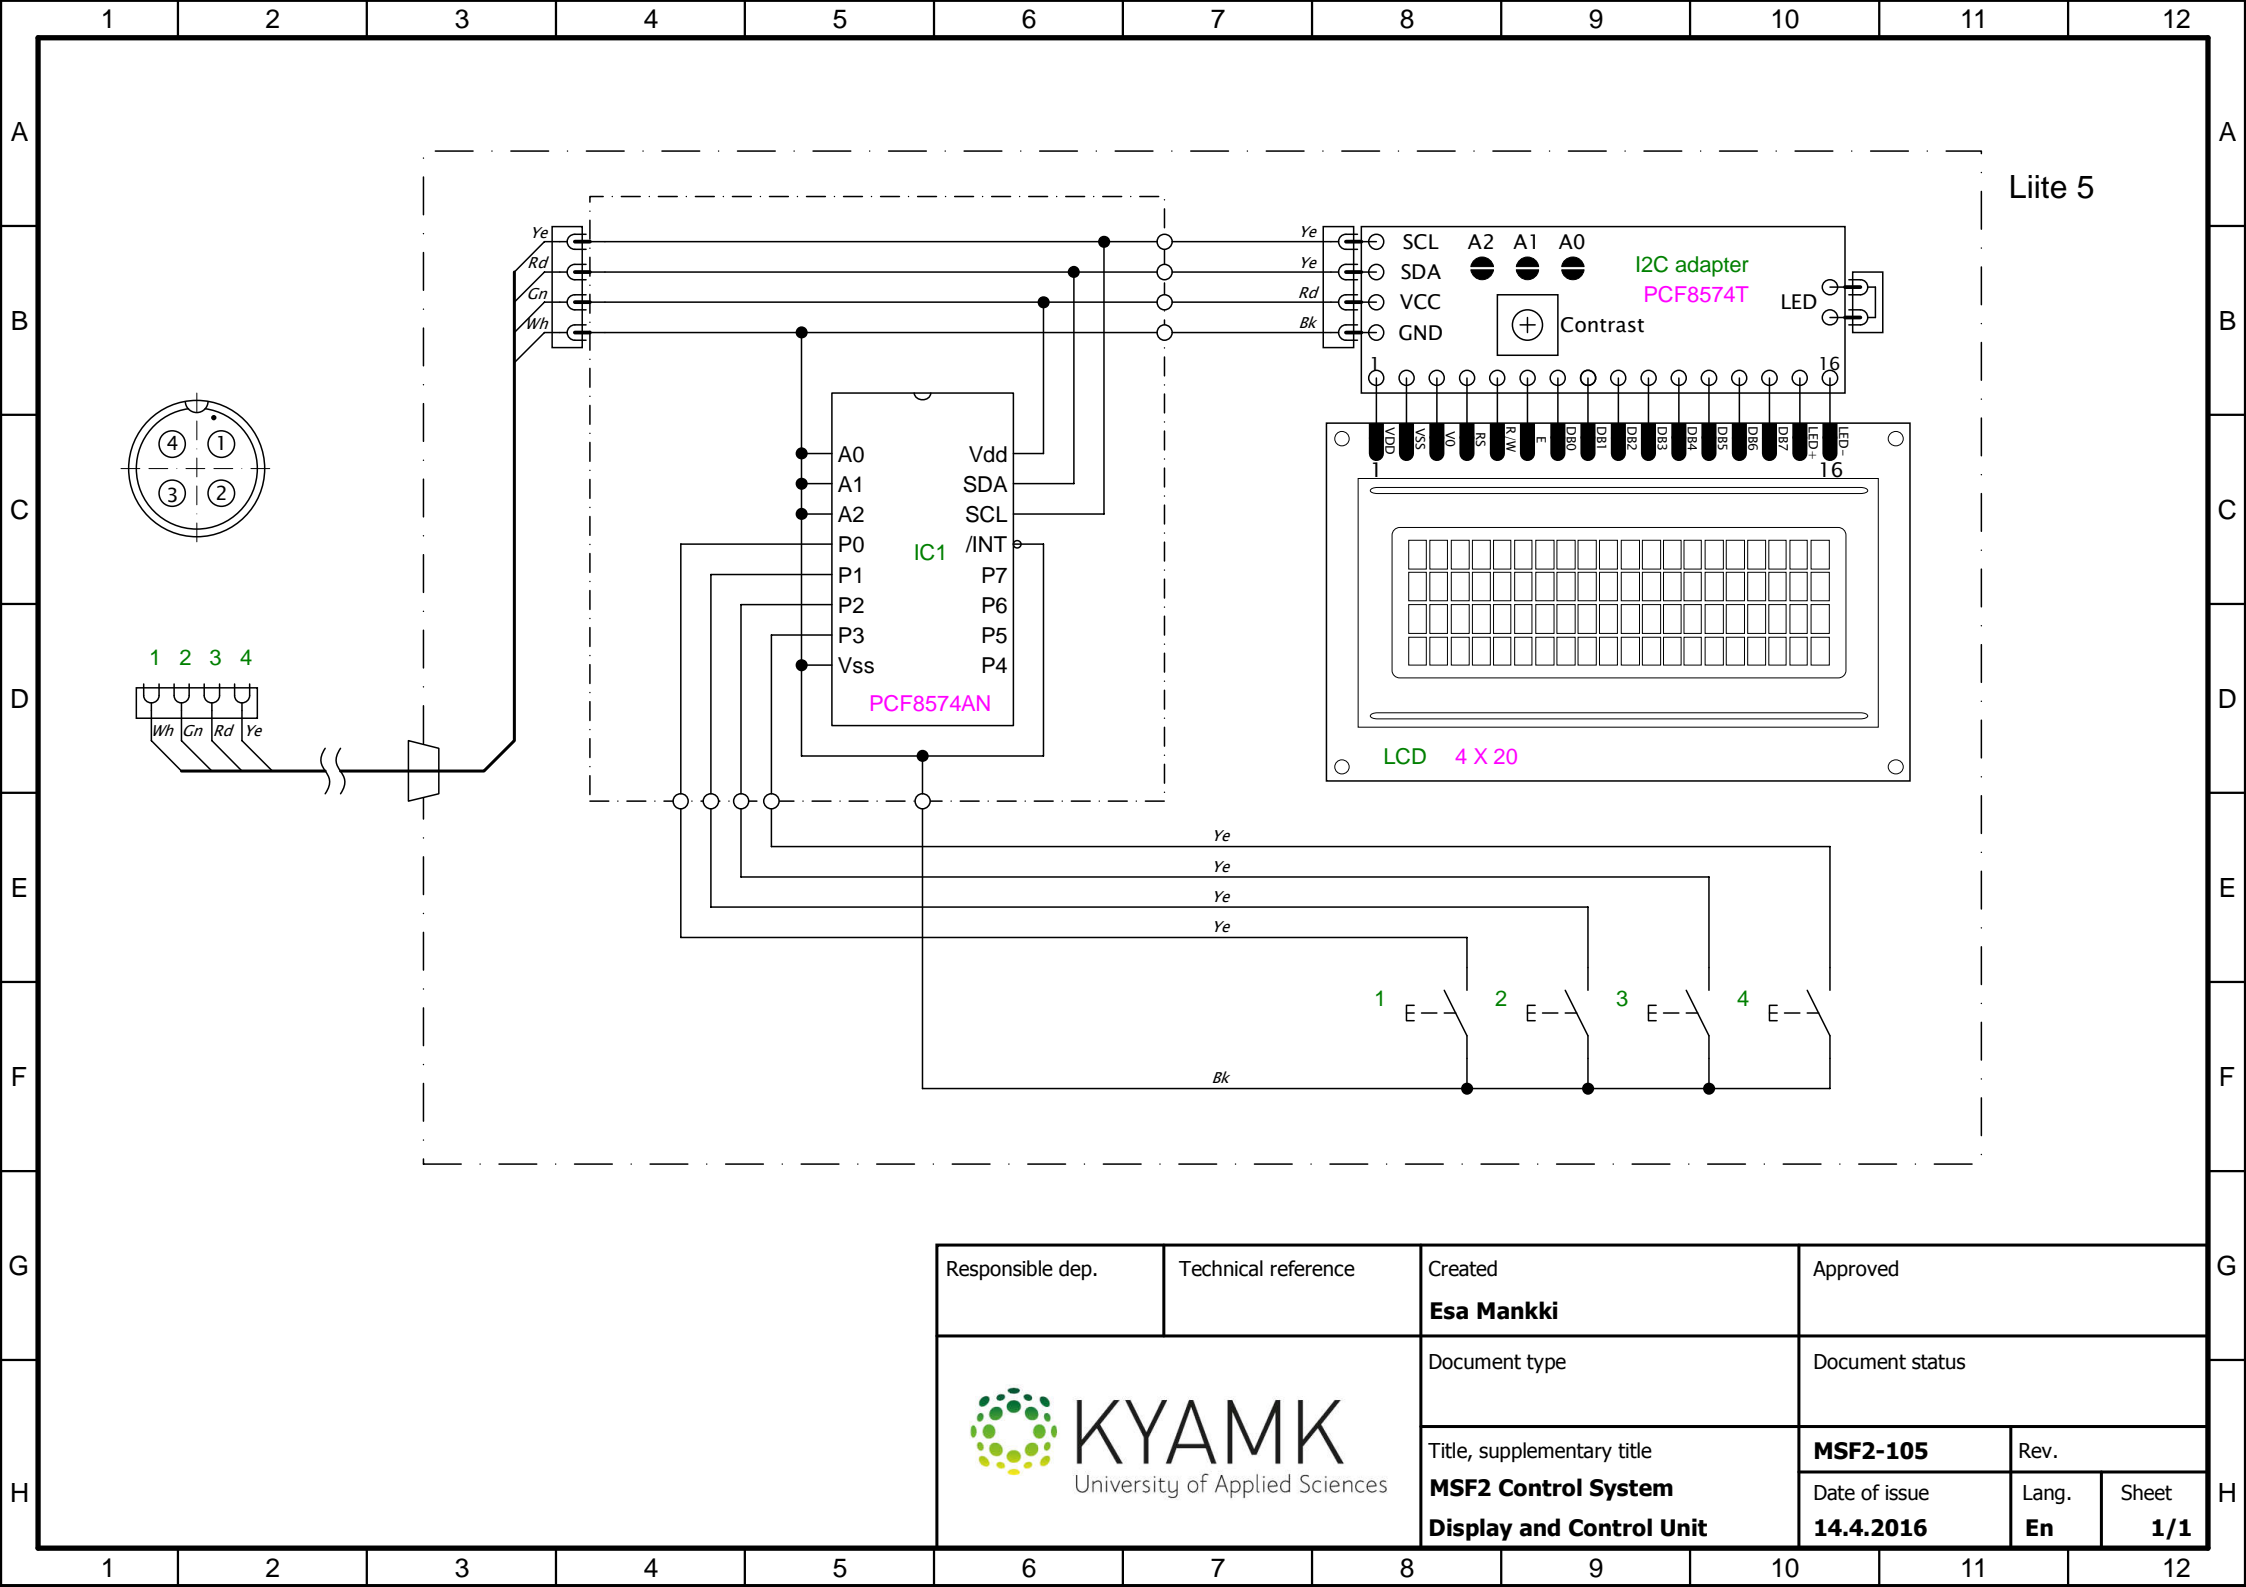 1 2 3 4 5 6 7 8 9 10 11 12
A A
Liite 5
B B
Ye
Rd
Gn
Wh
Ye
Ye
Rd
Bk
SCL A2 A1 A0
SDA
VCC
GND
I2C adapter
PCF8574T
LED
Contrast
1 16
VDD VSS V0 RS R/W E DB0 DB1 DB2 DB3 DB4 DB5 DB6 DB7 LED+ LED-
1 16
4 1
3 2
C C
A0 Vdd
A1 SDA
A2 SCL
P0 IC1 /INT
P1 P7
P2 P6
P3 P5
Vss P4
PCF8574AN
1 2 3 4
D D
Wh Gn Rd Ye
LCD 4 X 20
Ye
Ye
Ye
Ye
E E
1 2 3 4
F F
Bk
G G
Responsible dep. Technical reference Created Approved
Esa Mankki
Document type Document status
KYAMK
University of Applied Sciences
Title, supplementary title MSF2-105 Rev.
MSF2 Control System
Date of issue Lang. Sheet
Display and Control Unit 14.4.2016 En 1/1
H H
1 2 3 4 5 6 7 8 9 10 11 12